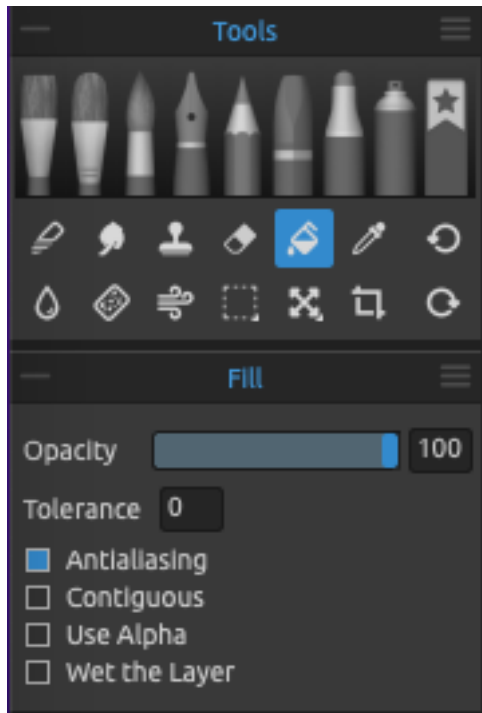 Tools
Fill
Opacity 100
Tolerance 0
Antialiasing
Contiguous
Use Alpha
Wet the Layer